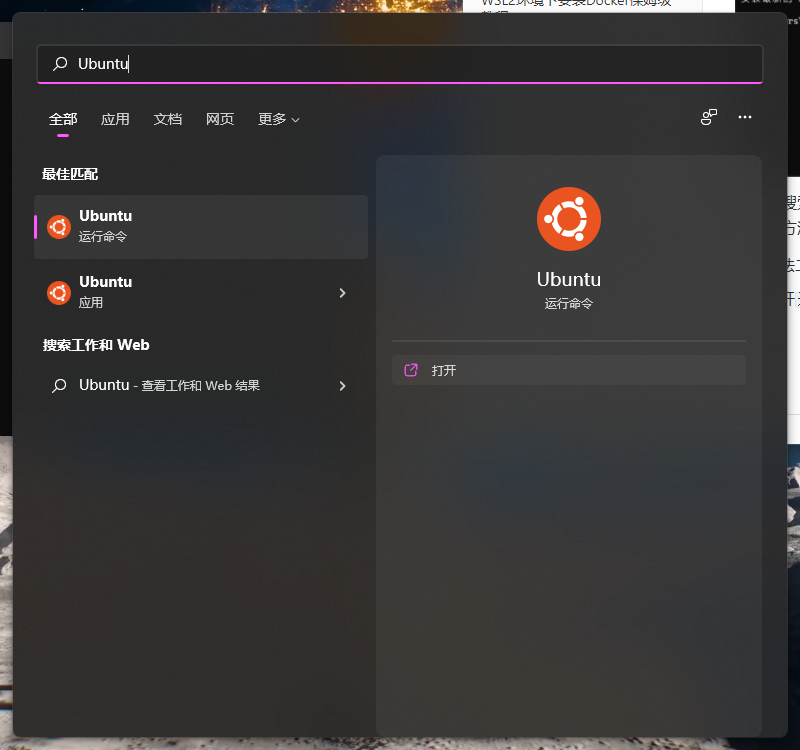 WSL2环境下安装Docker保姆级
Ubuntu
全部 应用 文档 网页 更多
最佳匹配
Ubuntu
运行命令
Ubuntu
应用
搜索工作和 Web
Ubuntu - 查看工作和 Web 结果
Ubuntu
运行命令
打开